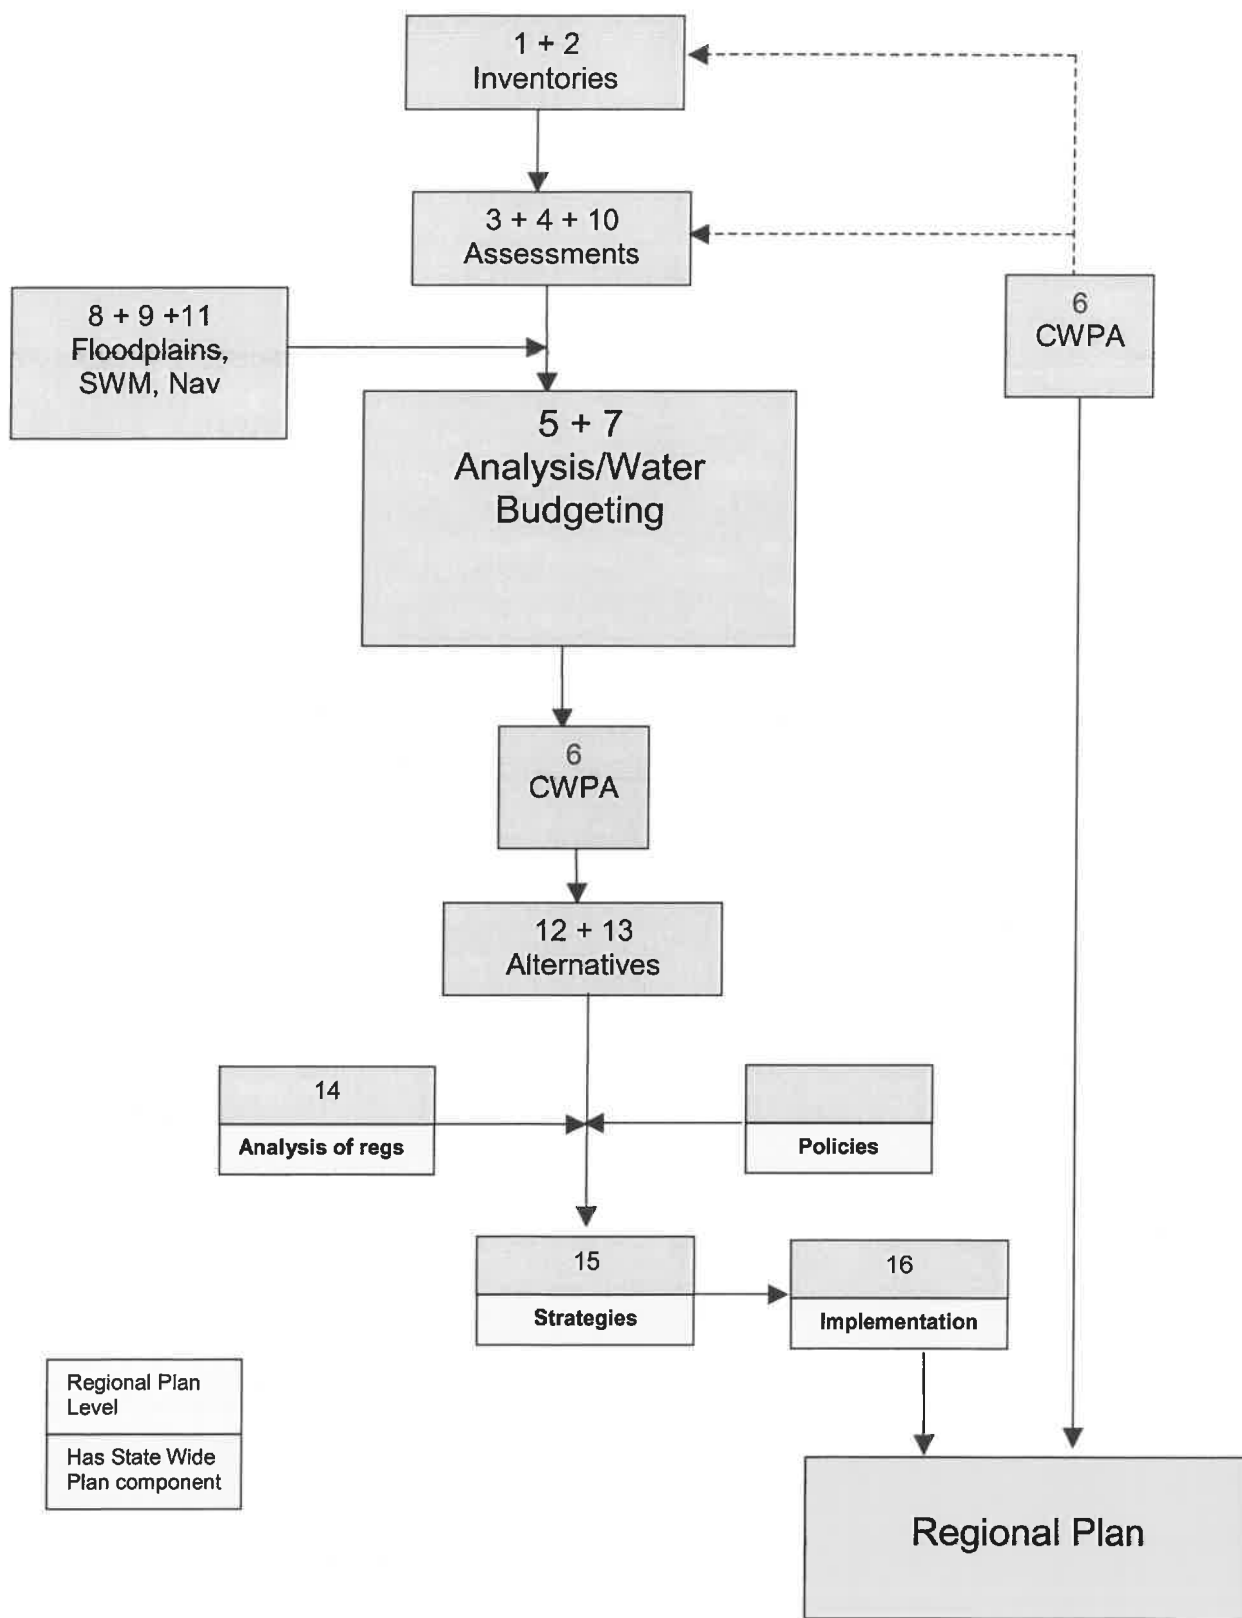 1 + 2
Inventories
3 + 4 + 10
Assessments
8 + 9 +11
Floodplains,
SWM, Nav
6
CWPA
5 + 7
Analysis/Water
Budgeting
6
CWPA
12 + 13
Alternatives
14
Analysis of regs
Policies
15
Strategies
16
Implementation
Regional Plan
Level
Has State Wide
Plan component
Regional Plan